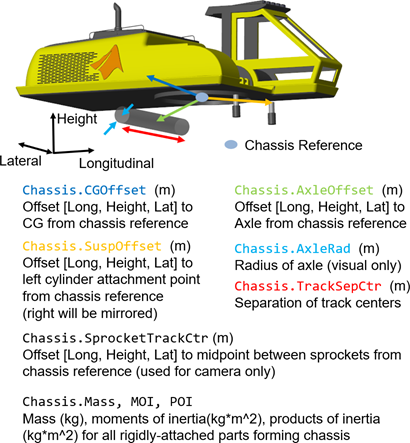 Height
Lateral
Longitudinal
Chassis Reference
Chassis.CGOffset (m)
Offset [Long, Height, Lat] to
CG from chassis reference
Chassis.AxleOffset (m)
Offset [Long, Height, Lat] to
Axle from chassis reference
Chassis.SuspOffset (m)
Offset [Long, Height, Lat] to
left cylinder attachment point
from chassis reference
(right will be mirrored)
Chassis.AxleRad (m)
Radius of axle (visual only)
Chassis.TrackSepCtr (m)
Separation of track centers
Chassis.SprocketTrackCtr (m)
Offset [Long, Height, Lat] to midpoint between sprockets from
chassis reference (used for camera only)
Chassis.Mass, MOI, POI
Mass (kg), moments of inertia(kg*m^2), products of inertia
(kg*m^2) for all rigidly-attached parts forming chassis